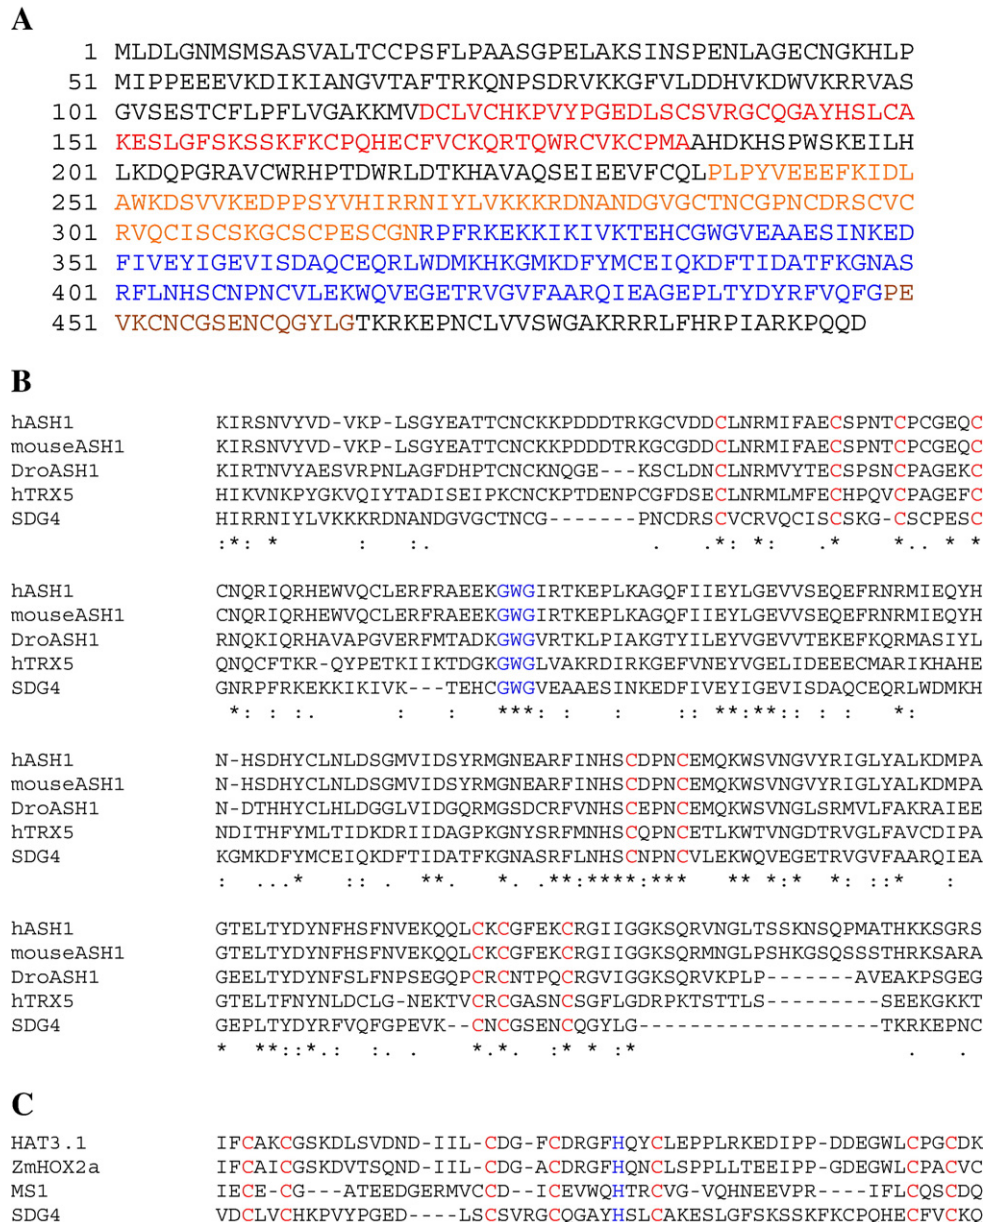 A
1 MLDLGNMSMSASVALTCCPSFLPAASGPELAKSINSPENLAGECNGKHLP
51 MIPPEEEVKDIKIANGVTAFTRKQNPSDRVKKGFVLDDHVKDWVKRRVAS
101 GVSESTCFLPFLVGAKKMVDCLVCHKPVYPGEDLSCSVRGCQGAYHSLCA
151 KESLGFSKSSKFKCPQHECFVCKQRTQWRCVKCPMAAHDKHSPWSKEILH
201 LKDQPGRAVCWRHPTDWRLDTKHAVAQSEIEEVFCQLPLPYVEEEFKIDL
251 AWKDSVVKEDPPSYVHIRRNIYLVKKKRDNANDGVGCTNCGPNCDRSCVC
301 RVQCISCSKGCSCPESCGNRPFRKEKKIKIVKTEHCGWGVEAAESINKED
351 FIVEYIGEVISDAQCEQRLWDMKHKGMKDFYMCEIQKDFTIDATFKGNAS
401 RFLNHSCNPNCVLEKWQVEGETRVGVFAARQIEAGEPLTYDYRFVQFGPE
451 VKCNCGSENCQGYLGTKRKEPNCLVVSWGAKRRRLFHRPIARKPQQD
B
hASH1 KIRSNVYVD-VKP-LSGYEATTCNCKKPDDDTRKGCVDDCLNRMIFAECSPNTCPCGEQC
mouseASH1 KIRSNVYVD-VKP-LSGYEATTCNCKKPDDDTRKGCVDDCLNRMIFAECSPNTCPCGEQC
DroASH1 KIRTNVYAESVRPNLAGFDHPTCNCKNQGE---KSCLDNCLNRMVYTECSPSNCPAGEKC
hTRX5 HIKVNKPYGKVQIYTADISEIPKCNCKPTDENPCGFDSECLNRMLMFECHPQVCPAGEFC
SDG4 HIRRNIYLVKKKRDNANDGVGCTNCG-------PNCDRSCVCRVQCISCSKG-CSCPESC
:*: * : :. . .*:*: .* *.. * *
hASH1 CNQRIQRHEWVQCLERFRAEEKGWGIRTKEPLKAGQFIIEYLGEVVSEQEFRNRMIEQYH
mouseASH1 CNQRIQRHEWVQCLERFRAEEKGWGIRTKEPLKAGQFIIEYLGEVVSEQEFRNRMIEQYH
DroASH1 RNQKIQRHAVAPGVERFMTADKGWGVRTKLPIAKGTYILEYVGEVVTEKEFKQRMASIYL
hTRX5 QNQCFTKR-QYPETKIIKTDGKGWGLVAKRDIRKGEFVNEYVGELIDEEECMARIKHAHE
SDG4 GNRPFRKEKKIKIVK---TEHCGWGVEAAESINKEDFIVEYIGEVISDAQCEQRLWDMKH
*: : :. : : ***: : : :: **:**:: : : *:
hASH1 N-HSDHYCLNLDSGMVIDSYRMGNEARFINHSCDPNCEMQKWSVNGVYRIGLYALKDMPA
mouseASH1 N-HSDHYCLNLDSGMVIDSYRMGNEARFINHSCDPNCEMQKWSVNGVYRIGLYALKDMPA
DroASH1 N-DTHHYCLHLDGGLVIDGQRMGSDCRFVNHSCEPNCEMQKWSVNGLSRMVLFAKRAIEE
hTRX5 NDITHFYMLTIDKDRIIDAGPKGNYSRFMNHSCQPNCETLKWTVNGDTRVGLFAVCDIPA
SDG4 KGMKDFYMCEIQKDFTIDATFKGNASRFLNHSCNPNCVLEKWQVEGETRVGVFAARQIEA
: ...* :: . **. *. .**:****:*** ** *:* *: ::* :
hASH1 GTELTYDYNFHSFNVEKQQLCKCGFEKCRGIIGGKSQRVNGLTSSKNSQPMATHKKSGRS
mouseASH1 GTELTYDYNFHSFNVEKQQLCKCGFEKCRGIIGGKSQRMNGLPSHKGSQSSSTHRKSARA
DroASH1 GEELTYDYNFSLFNPSEGQPCRCNTPQCRGVIGGKSQRVKPLP-------AVEAKPSGEG
hTRX5 GTELTFNYNLDCLG-NEKTVCRCGASNCSGFLGDRPKTSTTLS---------SEEKGKKT
SDG4 GEPLTYDYRFVQFGPEVK--CNCGSENCQGYLG-------------------TKRKEPNC
* **::*.: :. . *.*. :* * :* . .
C
HAT3.1 IFCAKCGSKDLSVDND-IIL-CDG-FCDRGFHQYCLEPPLRKEDIPP-DDEGWLCPGCDK
ZmHOX2a IFCAICGSKDVTSQND-IIL-CDG-ACDRGFHQNCLSPPLLTEEIPP-GDEGWLCPACVC
MS1 IECE-CG---ATEEDGERMVCCD--ICEVWQHTRCVG-VQHNEEVPR---IFLCQSCDQ
SDG4 VDCLVCHKPVYPGED---LSCSVRGCQGAYHSLCAKESLGFSKSSKFKCPQHECFVCKQ